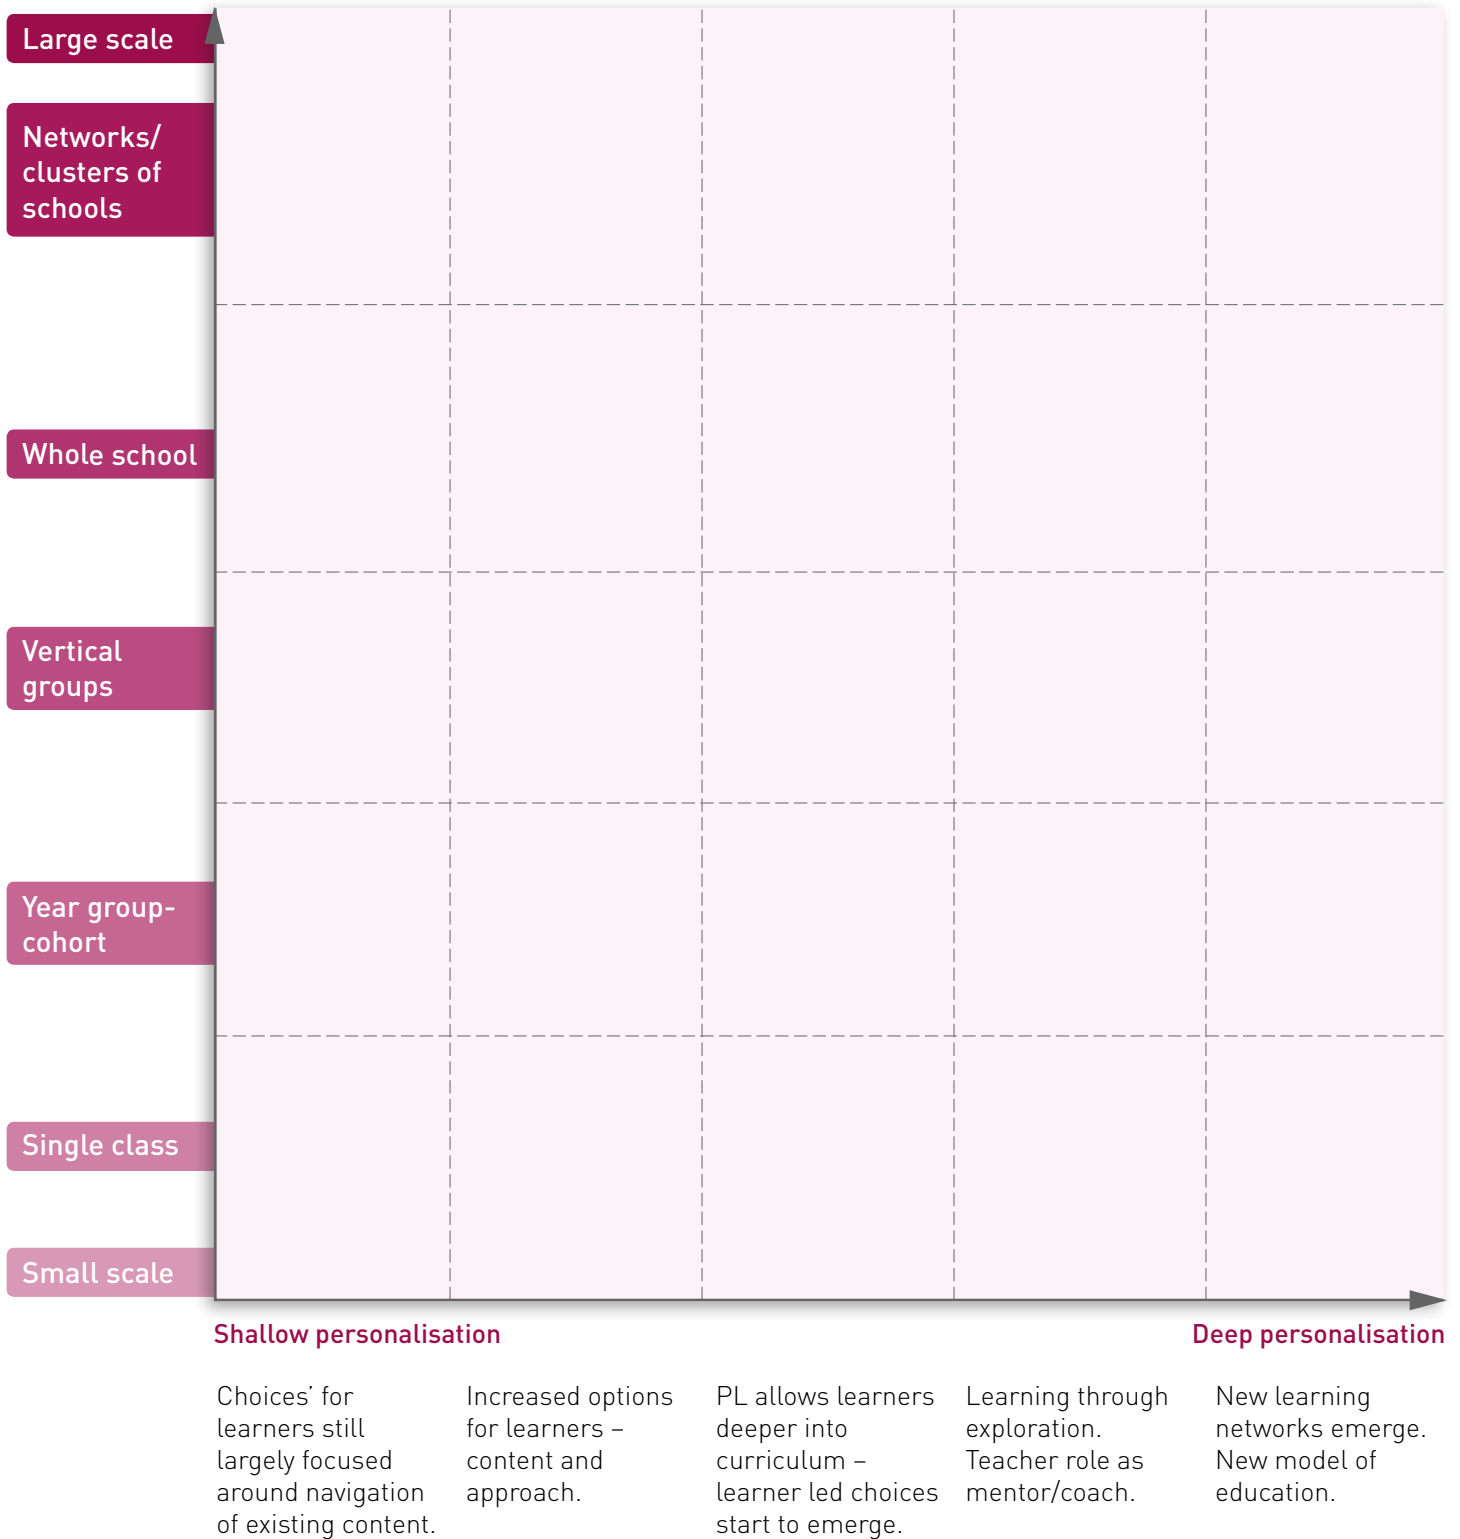 Large scale
Networks/
clusters of
schools
Whole school
Vertical
groups
Year group-
cohort
Single class
Small scale
Shallow personalisation
Deep personalisation
Choices’ for
learners still
largely focused
around navigation
of existing content.
Increased options
for learners –
content and
approach.
PL allows learners
deeper into
curriculum –
learner led choices
start to emerge.
Learning through
exploration.
Teacher role as
mentor/coach.
New learning
networks emerge.
New model of
education.